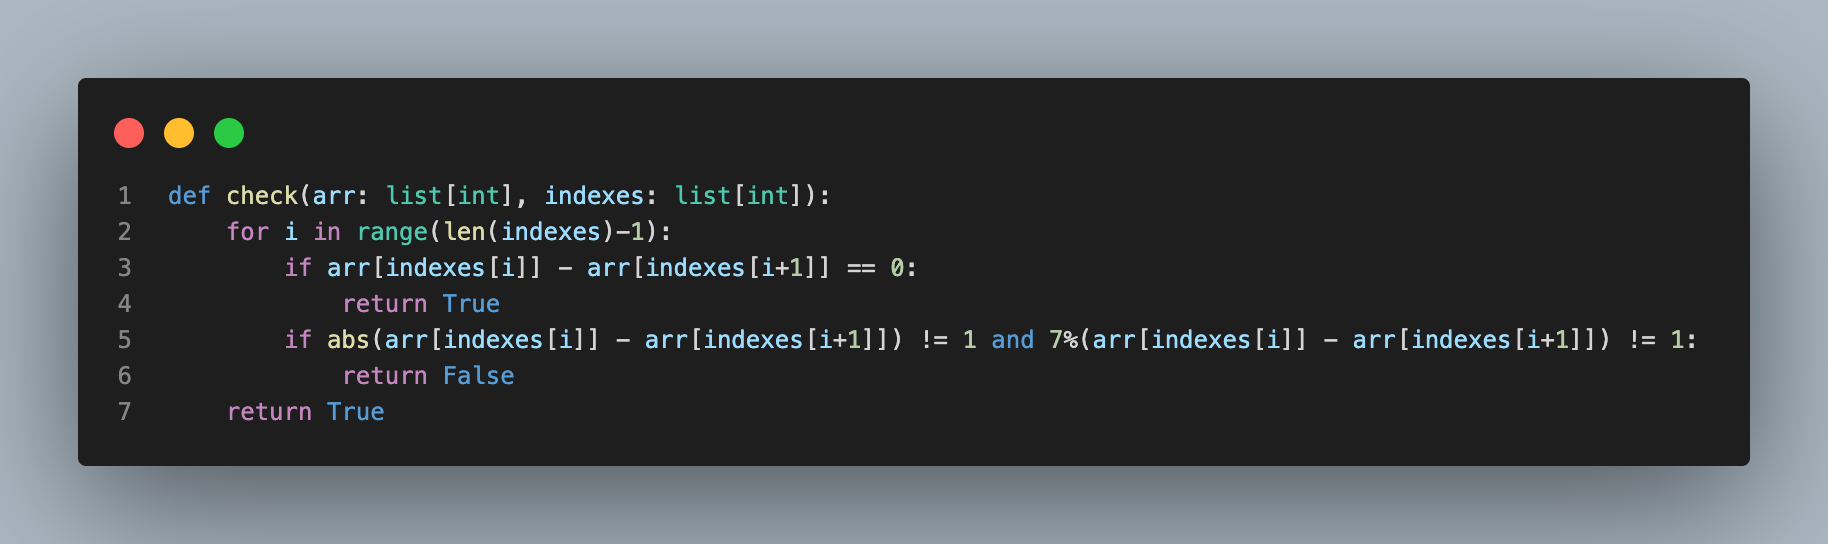 1 def check(arr: list[int], indexes: list[int]):
2     for i in range(len(indexes)-1):
3         if arr[indexes[i]] - arr[indexes[i+1]] == 0:
4             return True
5         if abs(arr[indexes[i]] - arr[indexes[i+1]]) != 1 and 7%(arr[indexes[i]] - arr[indexes[i+1]]) != 1:
6             return False
7     return True